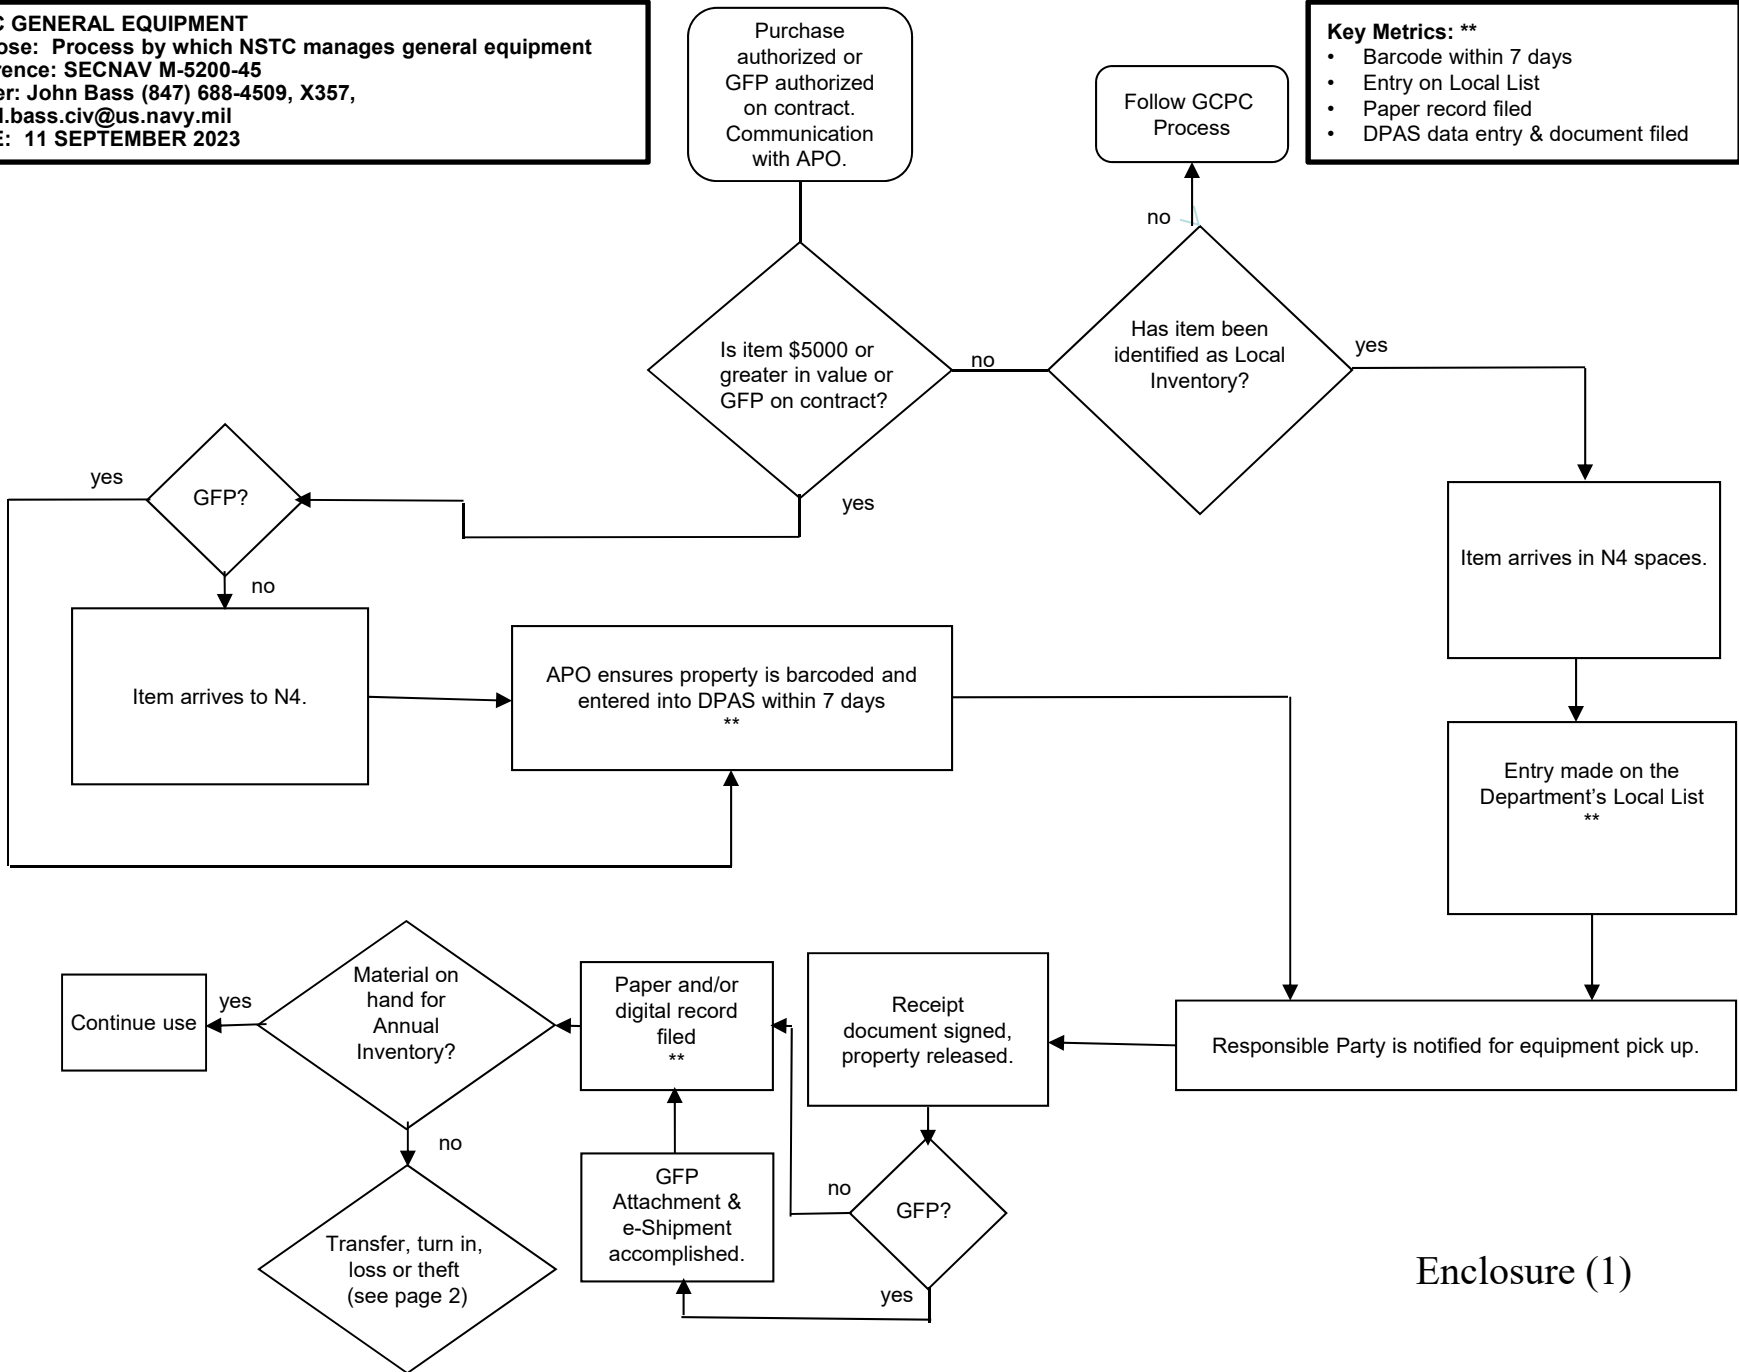 C GENERAL EQUIPMENT
ose: Process by which NSTC manages general equipment
rence: SECNAV M-5200-45
er: John Bass (847) 688-4509, X357,
l.bass.civ@us.navy.mil
E: 11 SEPTEMBER 2023
Purchase
authorized or
GFP authorized
on contract.
Communication
with APO.
Follow GCPC
Process
Key Metrics: **
• Barcode within 7 days
• Entry on Local List
• Paper record filed
• DPAS data entry & document filed
no
Is item $5000 or
greater in value or
GFP on contract?
no
Has item been
identified as Local
Inventory?
yes
yes
GFP?
yes
no
Item arrives in N4 spaces.
Item arrives to N4.
APO ensures property is barcoded and
entered into DPAS within 7 days
**
Entry made on the
Department’s Local List
**
Continue use
yes
Material on
hand for
Annual
Inventory?
Paper and/or
digital record
filed
**
Receipt
document signed,
property released.
Responsible Party is notified for equipment pick up.
no
Transfer, turn in,
loss or theft
(see page 2)
GFP
Attachment &
e-Shipment
accomplished.
no
GFP?
yes
Enclosure (1)